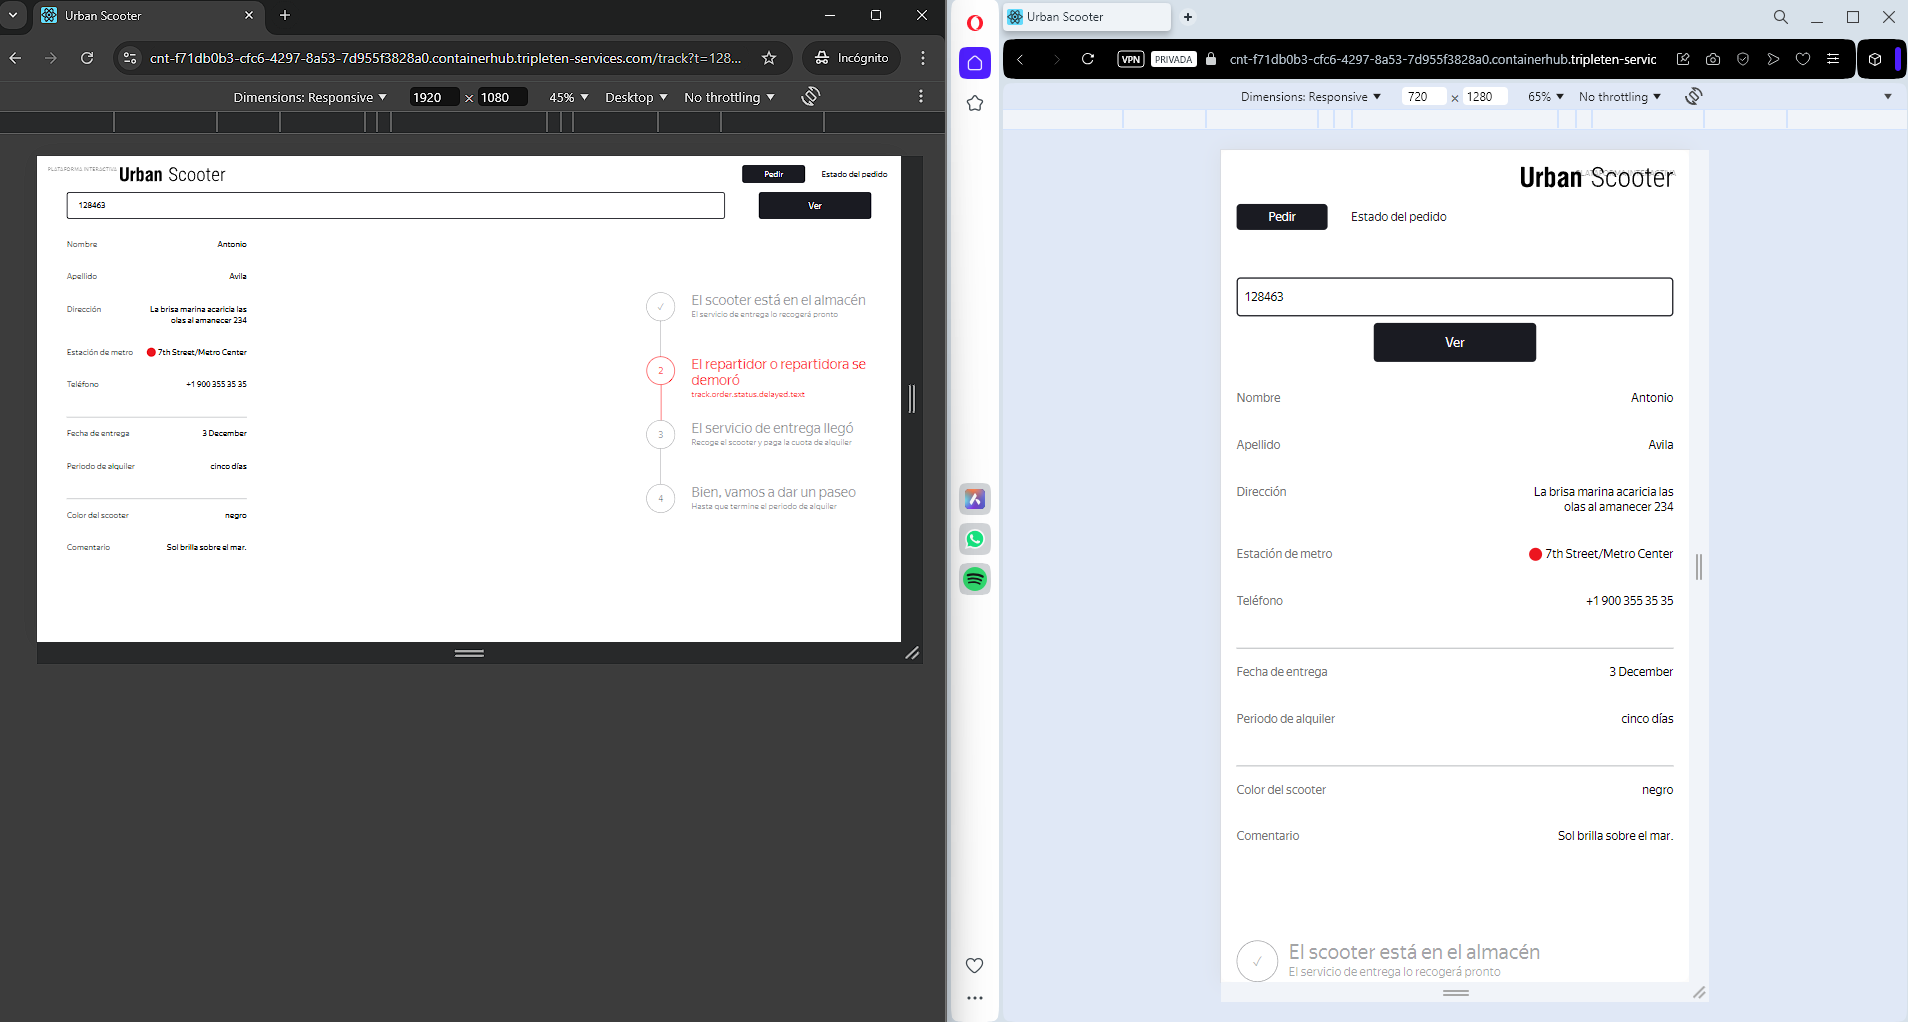 Urban Scooter
cnt-f71db0b3-cfc6-4297-8a53-7d955f3828a0.containerhub.tripleten-services.com/track?t=128...
Incógnito
Dimensions: Responsive
1920 × 1080
45%
Desktop
No throttling
PLATAFORMA INTERACTIVA
Urban Scooter
Pedir
Estado del pedido
128463
Ver
Nombre
Antonio
Apellido
Avila
Dirección
La brisa marina acaricia las
olas al amanecer 234
Estación de metro
7th Street/Metro Center
Teléfono
+1 900 355 35 35
Fecha de entrega
3 December
Periodo de alquiler
cinco días
Color del scooter
negro
Comentario
Sol brilla sobre el mar.
El scooter está en el almacén
El servicio de entrega lo recogerá pronto
2
El repartidor o repartidora se
demoró
track.order.status.delayed.text
3
El servicio de entrega llegó
Recoge el scooter y paga la cuota de alquiler
4
Bien, vamos a dar un paseo
Hasta que termine el periodo de alquiler
Urban Scooter
VPN
PRIVADA
cnt-f71db0b3-cfc6-4297-8a53-7d955f3828a0.containerhub.tripleten-servic
Dimensions: Responsive
720 × 1280
65%
No throttling
PLATAFORMA INTERACTIVA
Urban Scooter
Pedir
Estado del pedido
128463
Ver
Nombre
Antonio
Apellido
Avila
Dirección
La brisa marina acaricia las
olas al amanecer 234
Estación de metro
7th Street/Metro Center
Teléfono
+1 900 355 35 35
Fecha de entrega
3 December
Periodo de alquiler
cinco días
Color del scooter
negro
Comentario
Sol brilla sobre el mar.
El scooter está en el almacén
El servicio de entrega lo recogerá pronto